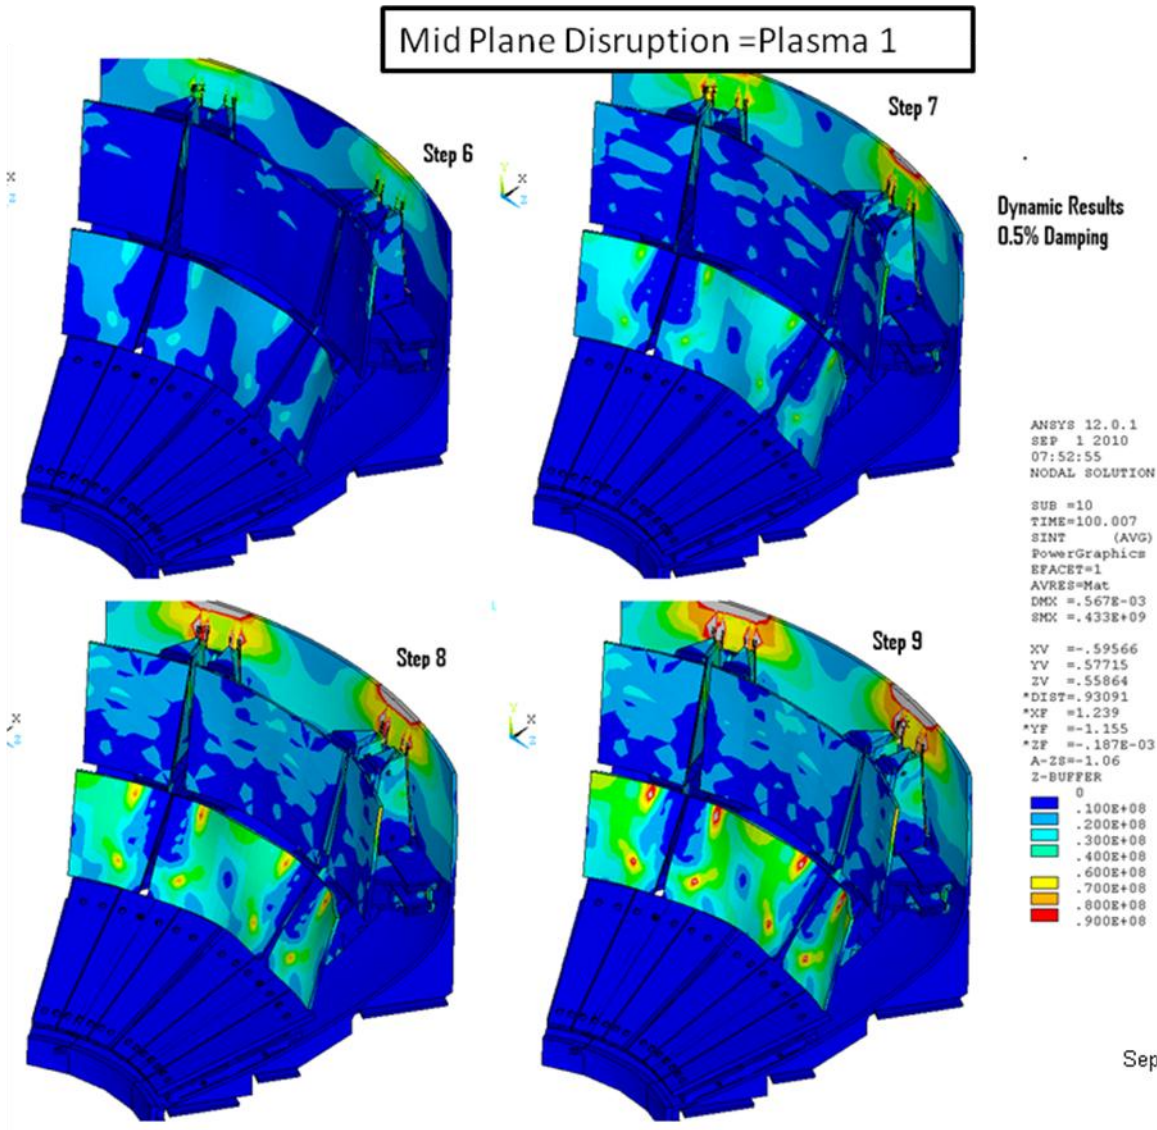 Mid Plane Disruption =Plasma 1
Step 6
Step 7
Dynamic Results
0.5% Damping
X
Y
X
Z
ANSYS 12.0.1
SEP 1 2010
07:52:55
NODAL SOLUTION
SUB =10
TIME=100.007
SINT (AVG)
PowerGraphics
EFACET=1
AVRES=Mat
DMX =.567E-03
SMX =.433E+09
XV =-.59566
YV =.57715
ZV =.55864
*DIST=.93091
*XF =1.239
*YF =-1.155
*ZF =-.187E-03
A-ZS=-1.06
Z-BUFFER
0
.100E+08
.200E+08
.300E+08
.400E+08
.600E+08
.700E+08
.800E+08
.900E+08
Step 8
Step 9
X
Y
X
Z
Sep